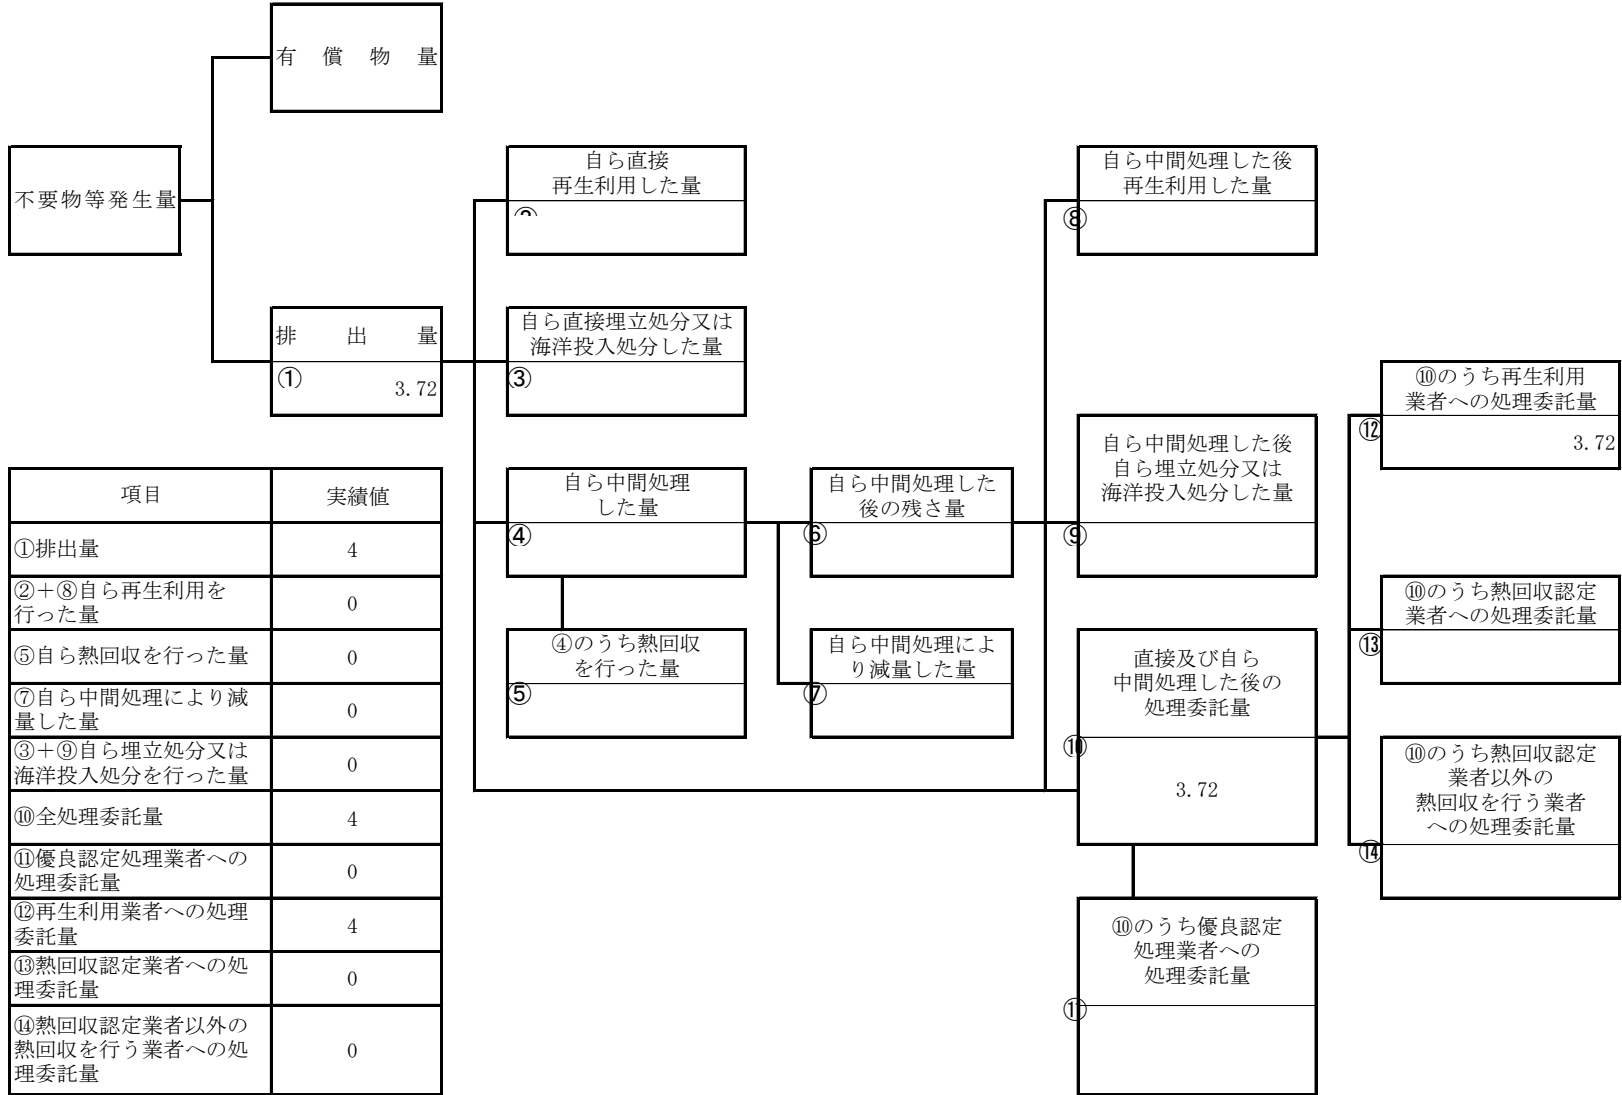 有償物量
不要物等発生量
排出量
①
3.72
自ら直接
再生利用した量
自ら直接埋立処分又は
海洋投入処分した量
③
自ら中間処理
した量
④
④のうち熱回収
を行った量
⑤
自ら中間処理した
後の残さ量
⑥
自ら中間処理によ
り減量した量
⑦
自ら中間処理した後
再生利用した量
⑧
自ら中間処理した後
自ら埋立処分又は
海洋投入処分した量
⑨
直接及び自ら
中間処理した後の
処理委託量
⑩
3.72
⑩のうち優良認定
処理業者への
処理委託量
⑪
⑩のうち再生利用
業者への処理委託量
⑫
3.72
⑩のうち熱回収認定
業者への処理委託量
⑬
⑩のうち熱回収認定
業者以外の
熱回収を行う業者
への処理委託量
⑭
項目 実績値
①排出量 4
②+⑧自ら再生利用を
行った量 0
⑤自ら熱回収を行った量 0
⑦自ら中間処理により減
量した量 0
③+⑨自ら埋立処分又は
海洋投入処分を行った量 0
⑩全処理委託量 4
⑪優良認定処理業者への
処理委託量 0
⑫再生利用業者への処理
委託量 4
⑬熱回収認定業者への処
理委託量 0
⑭熱回収認定業者以外の
熱回収を行う業者への処 0
理委託量